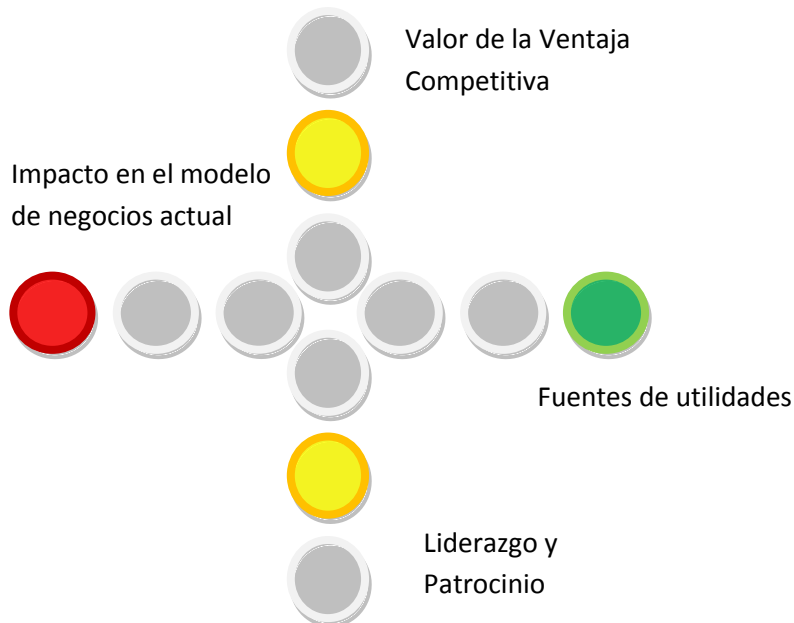 Valor de la Ventaja
Competitiva
Impacto en el modelo
de negocios actual
Fuentes de utilidades
Liderazgo y
Patrocinio